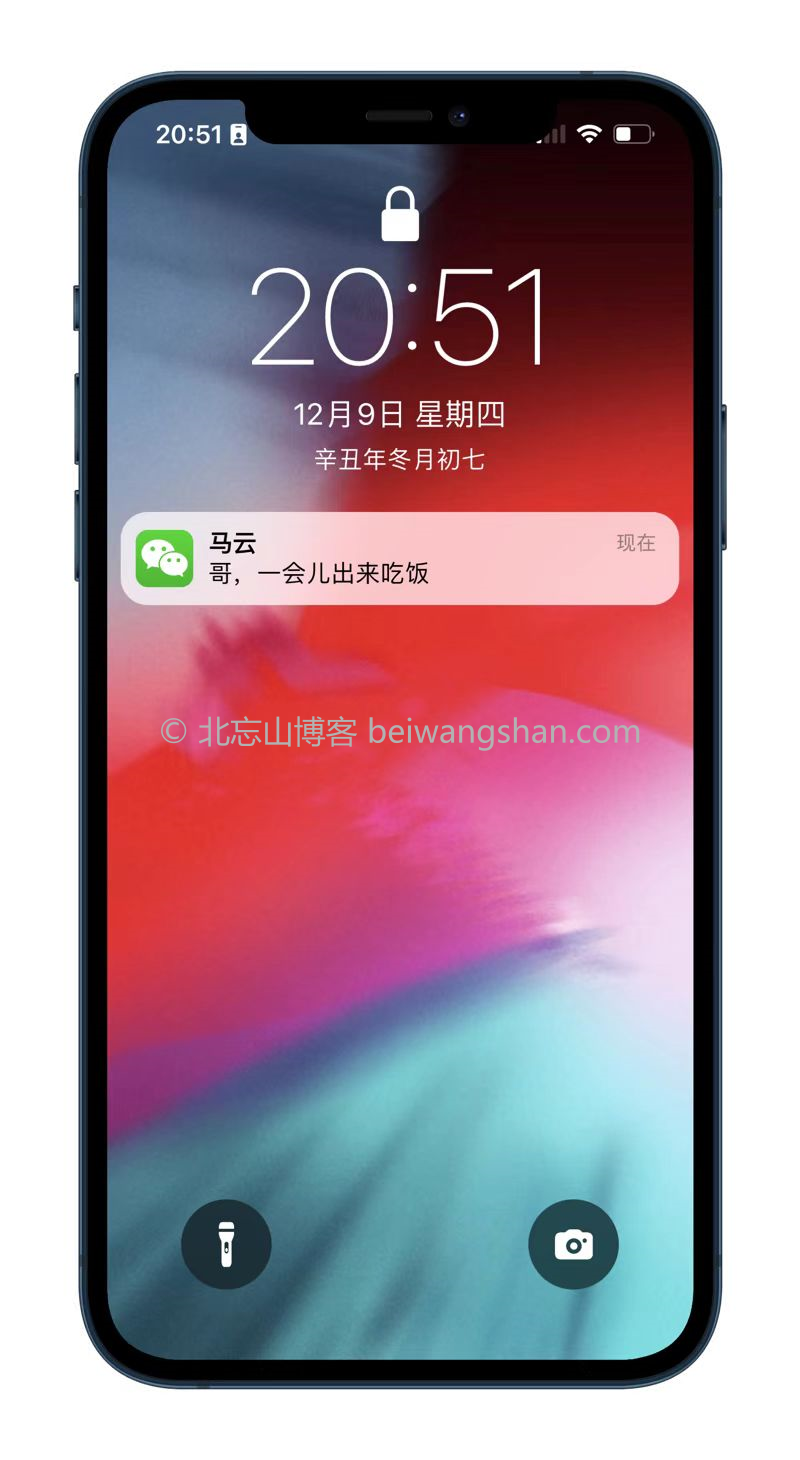 20:51
20:51
12月9日 星期四
辛丑年冬月初七
马云 现在
哥，一会儿出来吃饭
© 北忘山博客 beiwangshan.com